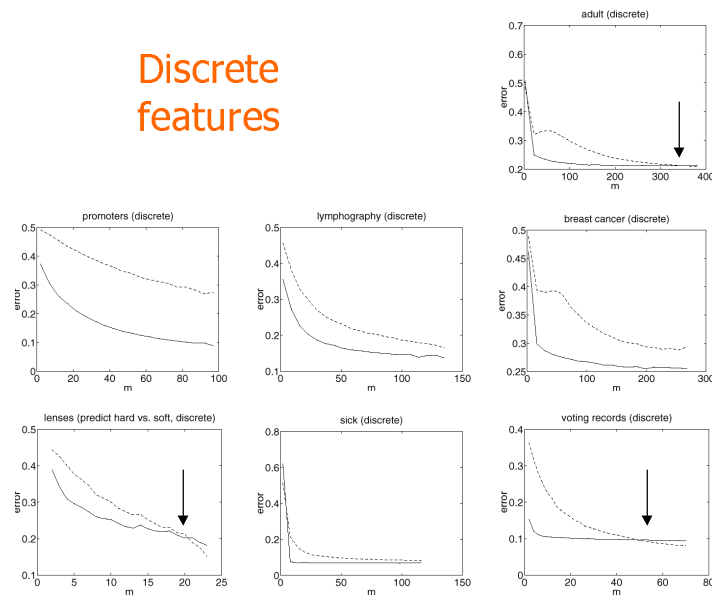 Discrete
features
adult (discrete)
0.7
0.6
0.5
0.4
0.3
0.2
error
0 100 200 300 400
m
promoters (discrete)
0.5
0.4
0.3
0.2
0.1
0
error
0 20 40 60 80 100
m
lymphography (discrete)
0.5
0.4
0.3
0.2
0.1
0
error
0 50 100 150
m
breast cancer (discrete)
0.5
0.45
0.4
0.35
0.3
0.25
error
0 100 200 300
m
lenses (predict hard vs. soft, discrete)
0.5
0.4
0.3
0.2
0.1
error
0 5 10 15 20 25
m
sick (discrete)
0.8
0.6
0.4
0.2
0
error
0 50 100 150
m
voting records (discrete)
0.4
0.3
0.2
0.1
0
error
0 20 40 60 80
m